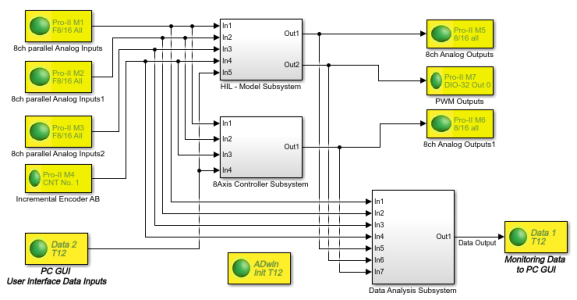 Pro-II M1
F8/16 All
8ch parallel Analog Inputs
Pro-II M2
F8/16 All
8ch parallel Analog Inputs1
Pro-II M3
F8/16 All
8ch parallel Analog Inputs2
Pro-II M4
CNT No. 1
Incremental Encoder AB
Data 2
T12
PC GUI
User Interface Data Inputs
In1
In2
In3
In4
In5
Out1
Out2
HIL - Model Subsystem
In1
In2
In3
In4
Out1
8Axis Controller Subsystem
ADwin
Init T12
In1
In2
In3
In4
In5
In6
In7
Out1
Data Analysis Subsystem
Data Output
Pro-II M5
8/16 All
8ch Analog Outputs
Pro-II M7
DIO-32 Out 0
PWM Outputs
Pro-II M6
8/16 all
8ch Analog Outputs1
Data 1
T12
Monitoring Data
to PC GUI